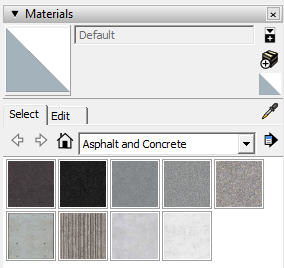 Materials
Default
Select Edit
Asphalt and Concrete